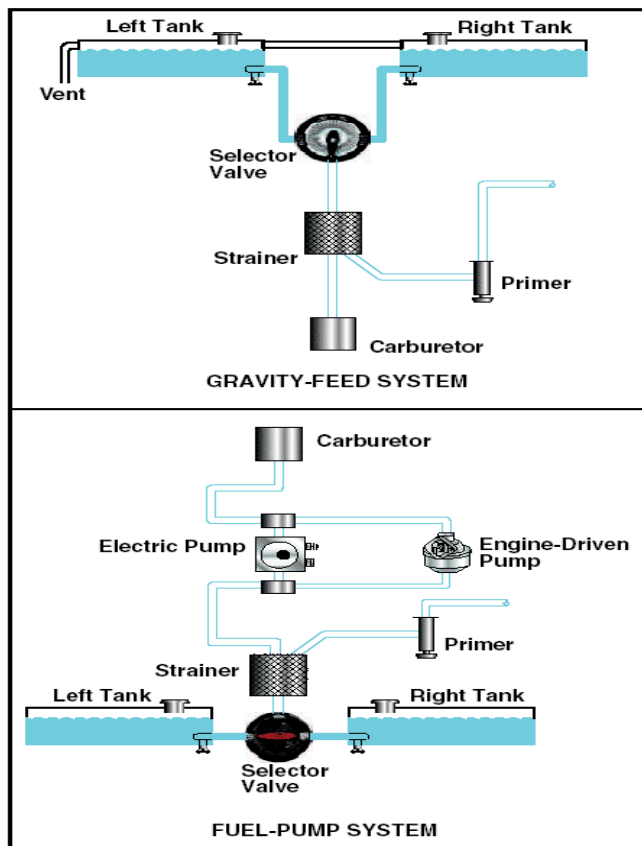 Left Tank
Right Tank
Vent
Selector
Valve
Strainer
Primer
Carburetor
GRAVITY-FEED SYSTEM
Carburetor
Electric Pump
Engine-Driven
Pump
Primer
Strainer
Left Tank
Right Tank
Selector
Valve
FUEL-PUMP SYSTEM